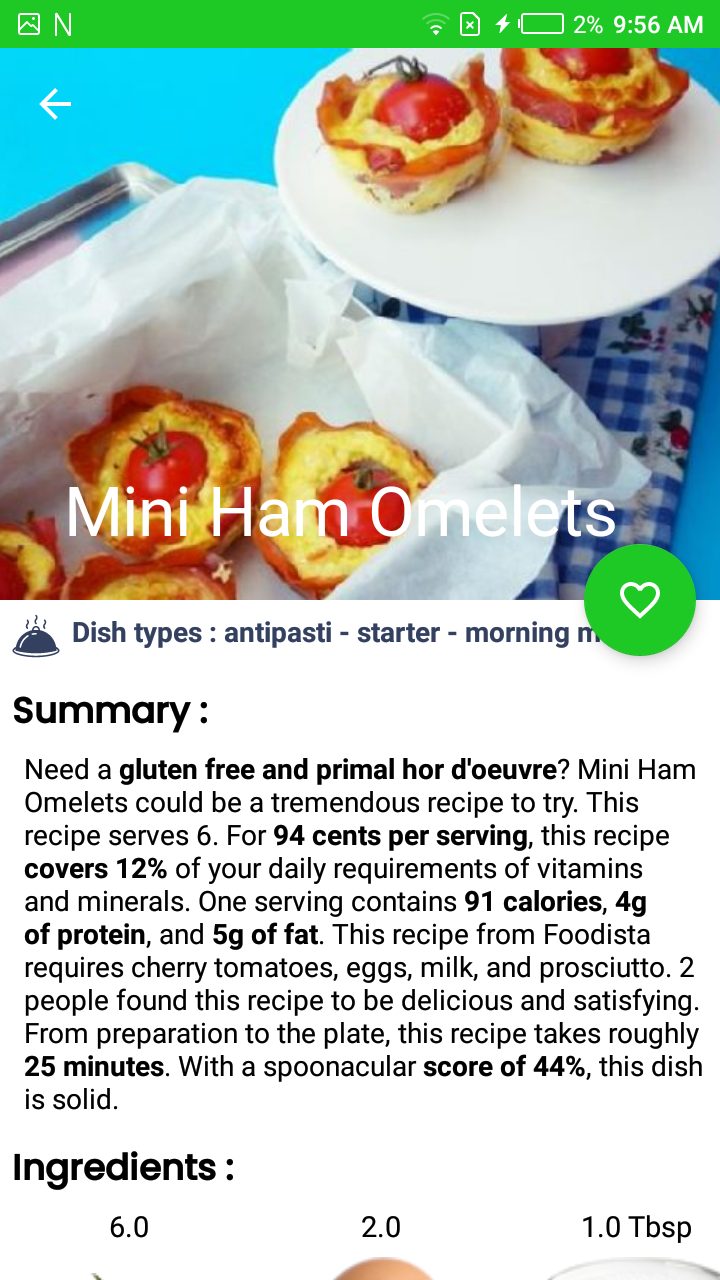 2% 9:56 AM
Mini Ham Omelets
Dish types : antipasti - starter - morning
Summary :
Need a gluten free and primal hor d'oeuvre? Mini Ham
Omelets could be a tremendous recipe to try. This
recipe serves 6. For 94 cents per serving, this recipe
covers 12% of your daily requirements of vitamins
and minerals. One serving contains 91 calories, 4g
of protein, and 5g of fat. This recipe from Foodista
requires cherry tomatoes, eggs, milk, and prosciutto. 2
people found this recipe to be delicious and satisfying.
From preparation to the plate, this recipe takes roughly
25 minutes. With a spoonacular score of 44%, this dish
is solid.
Ingredients :
6.0 2.0 1.0 Tbsp